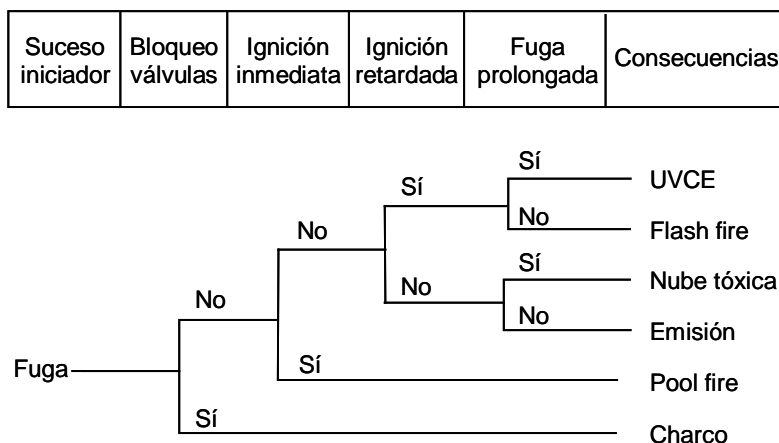 Suceso iniciador
Bloqueo válvulas
Ignición inmediata
Ignición retardada
Fuga prolongada
Consecuencias
Sí
UVCE
Sí
No
Flash fire
No
Sí
Nube tóxica
No
No
No
Emisión
Sí
Pool fire
Fuga
Sí
Charco